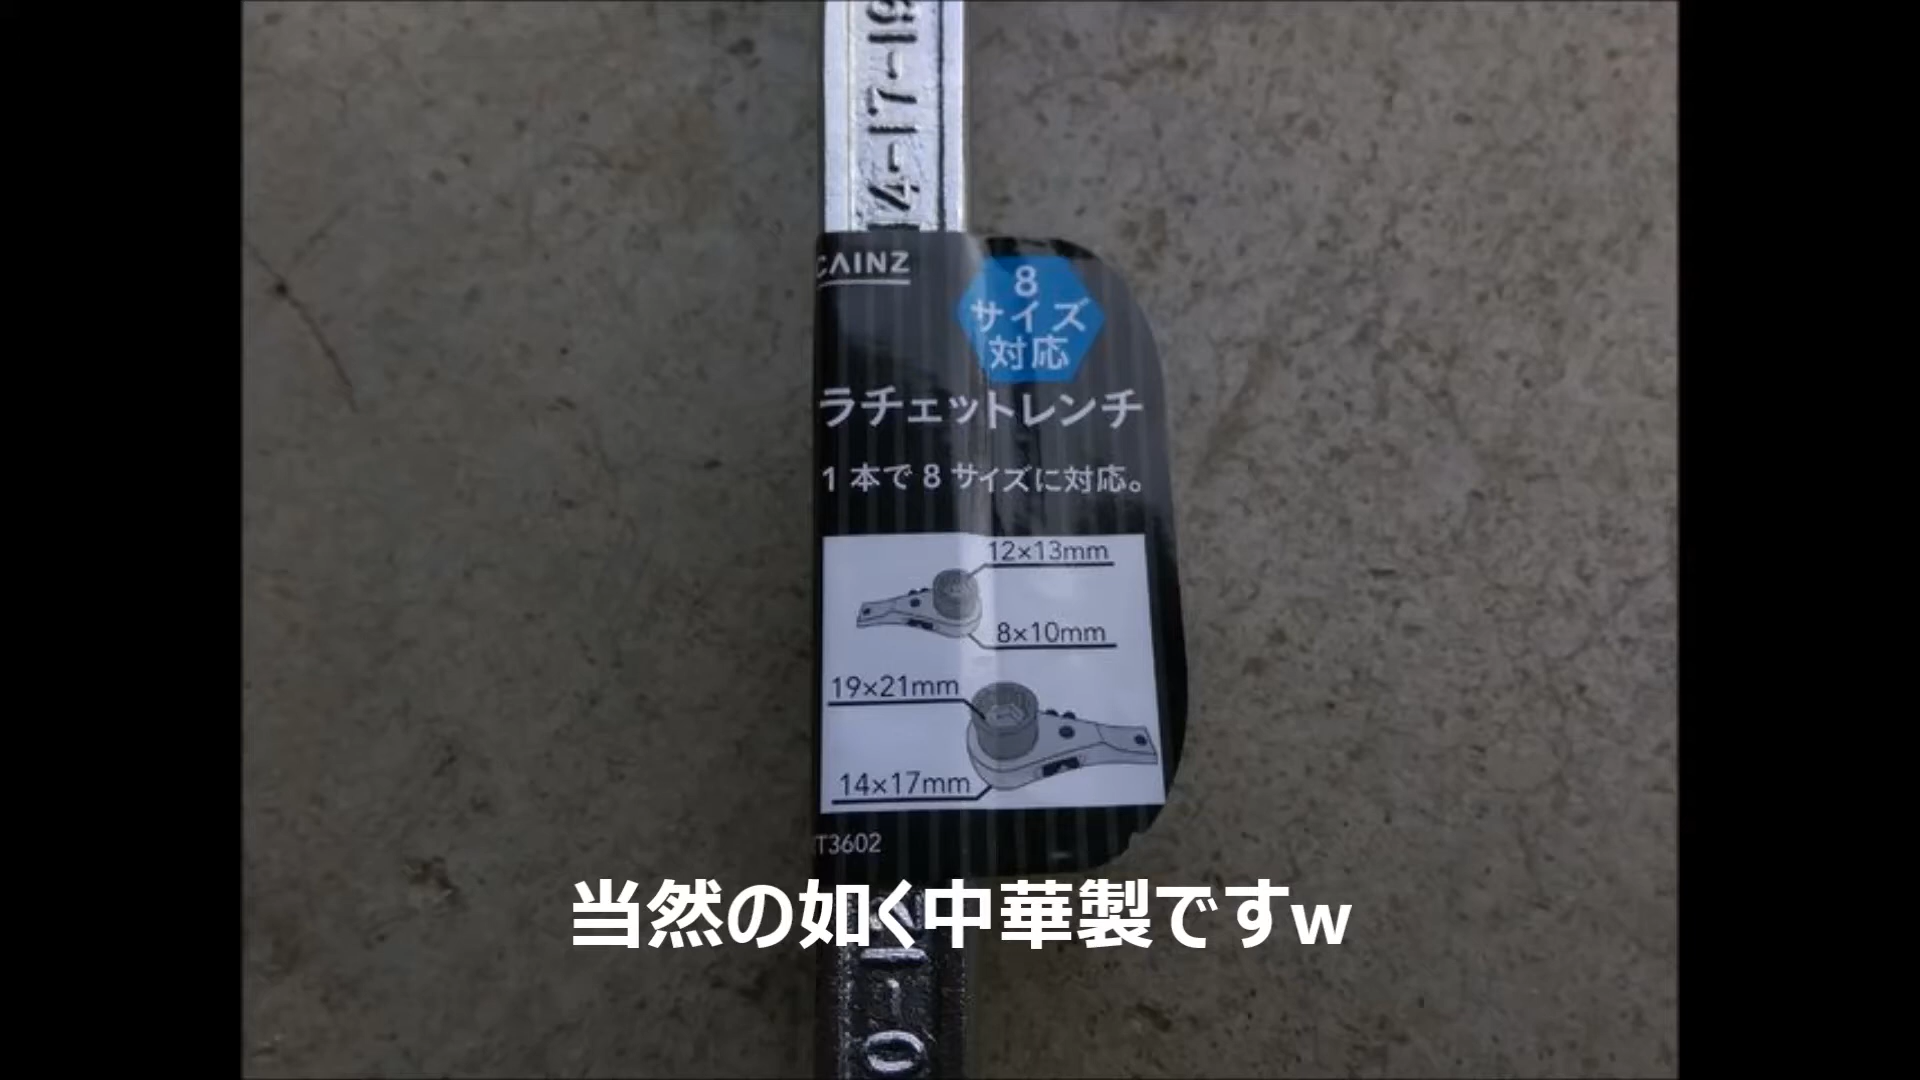 CAINZ
8
サイズ
対応
ラチェットレンチ
1本で8サイズに対応。
12×13mm
8×10mm
19×21mm
14×17mm
T3602
当然の如く中華製ですw